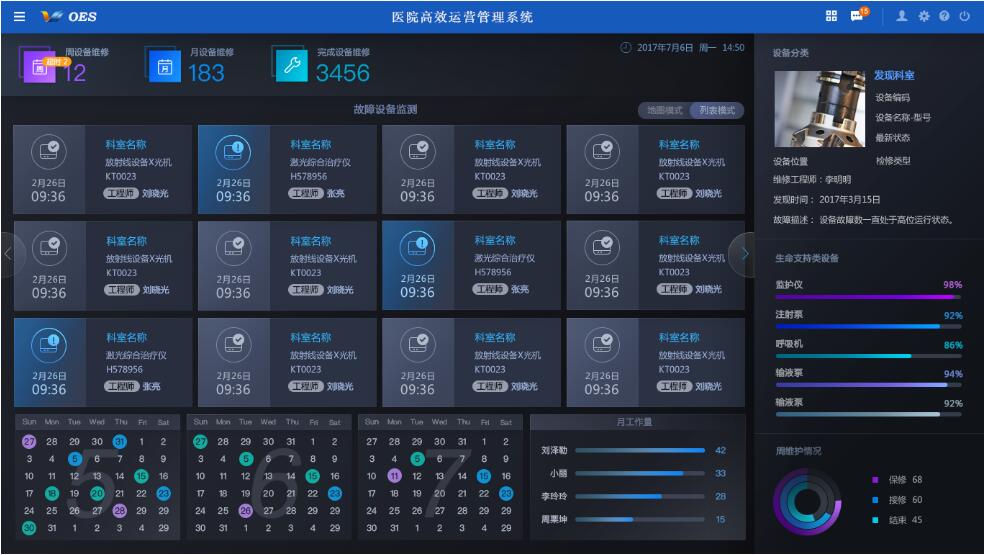 OES
医院高效运营管理系统
15
周设备维修
超时 2
周
12
月设备维修
月
183
完成设备维修
3456
2017年7月6日 周一 14:50
故障设备监测
地图模式 列表模式
2月26日
09:36
科室名称
放射线设备X光机
KT0023
工程师 刘晓光
2月26日
09:36
科室名称
激光综合治疗仪
H578956
工程师 张亮
2月26日
09:36
科室名称
放射线设备X光机
KT0023
工程师 刘晓光
2月26日
09:36
科室名称
放射线设备X光机
KT0023
工程师 刘晓光
2月26日
09:36
科室名称
放射线设备X光机
KT0023
工程师 刘晓光
2月26日
09:36
科室名称
放射线设备X光机
KT0023
工程师 刘晓光
2月26日
09:36
科室名称
激光综合治疗仪
H578956
工程师 张亮
2月26日
09:36
科室名称
放射线设备X光机
KT0023
工程师 刘晓光
2月26日
09:36
科室名称
激光综合治疗仪
H578956
工程师 张亮
2月26日
09:36
科室名称
放射线设备X光机
KT0023
工程师 刘晓光
2月26日
09:36
科室名称
放射线设备X光机
KT0023
工程师 刘晓光
2月26日
09:36
科室名称
放射线设备X光机
KT0023
工程师 刘晓光
5
Sun Mon Tue Wed Thu Fri Sat
27 28 29 30 31 1 2
3 4 5 6 7 8 9
10 11 12 13 14 15 16
17 18 19 20 21 22 23
24 25 26 27 28 29 29
30 31 1 2 3 4 29
6
Sun Mon Tue Wed Thu Fri Sat
27 28 29 30 31 1 2
3 4 5 6 7 8 9
10 11 12 13 14 15 16
17 18 19 20 21 22 23
24 25 26 27 28 29 29
30 31 1 2 3 4 29
7
Sun Mon Tue Wed Thu Fri Sat
27 28 29 30 31 1 2
3 4 5 6 7 8 9
10 11 12 13 14 15 16
17 18 19 20 21 22 23
24 25 26 27 28 29 29
30 31 1 2 3 4 29
月工作量
刘泽勒 42
小丽 33
李玲玲 28
周栗坤 15
设备分类
发现科室
设备编码
设备名称-型号
最新状态
设备位置 检修类型
维修工程师：李明明
发现时间： 2017年3月15日
故障描述： 设备故障数一直处于高位运行状态。
生命支持类设备
监护仪 98%
注射泵 92%
呼吸机 86%
输液泵 94%
输液泵 92%
周维护情况
保修 68
接修 60
结束 45